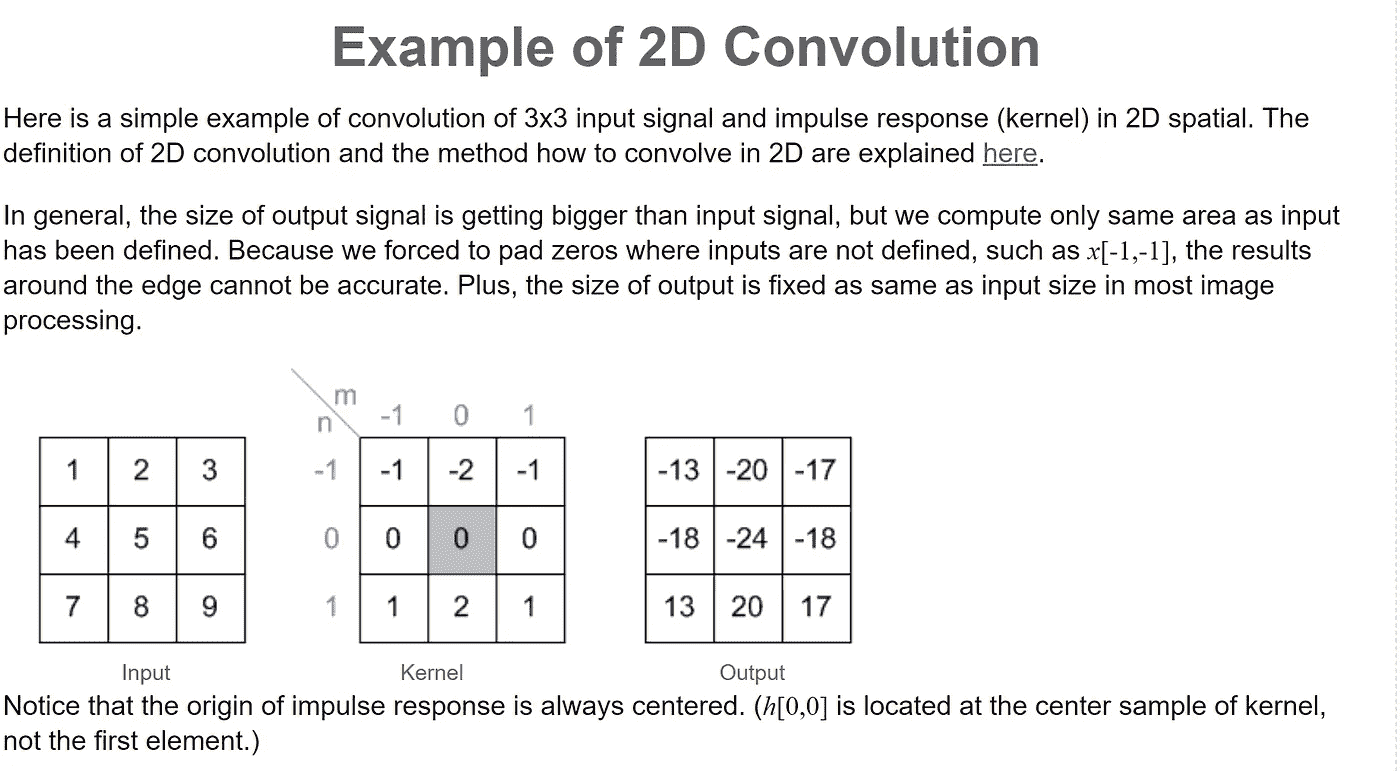 Example of 2D Convolution
Here is a simple example of convolution of 3x3 input signal and impulse response (kernel) in 2D spatial. The
definition of 2D convolution and the method how to convolve in 2D are explained here.
In general, the size of output signal is getting bigger than input signal, but we compute only same area as input
has been defined. Because we forced to pad zeros where inputs are not defined, such as x[-1,-1], the results
around the edge cannot be accurate. Plus, the size of output is fixed as same as input size in most image
processing.
m
n -1 0 1
1 2 3 -1 -1 -2 -1 -13 -20 -17
4 5 6 0 0 0 0 -18 -24 -18
7 8 9 1 1 2 1 13 20 17
Input Kernel Output
Notice that the origin of impulse response is always centered. (h[0,0] is located at the center sample of kernel,
not the first element.)